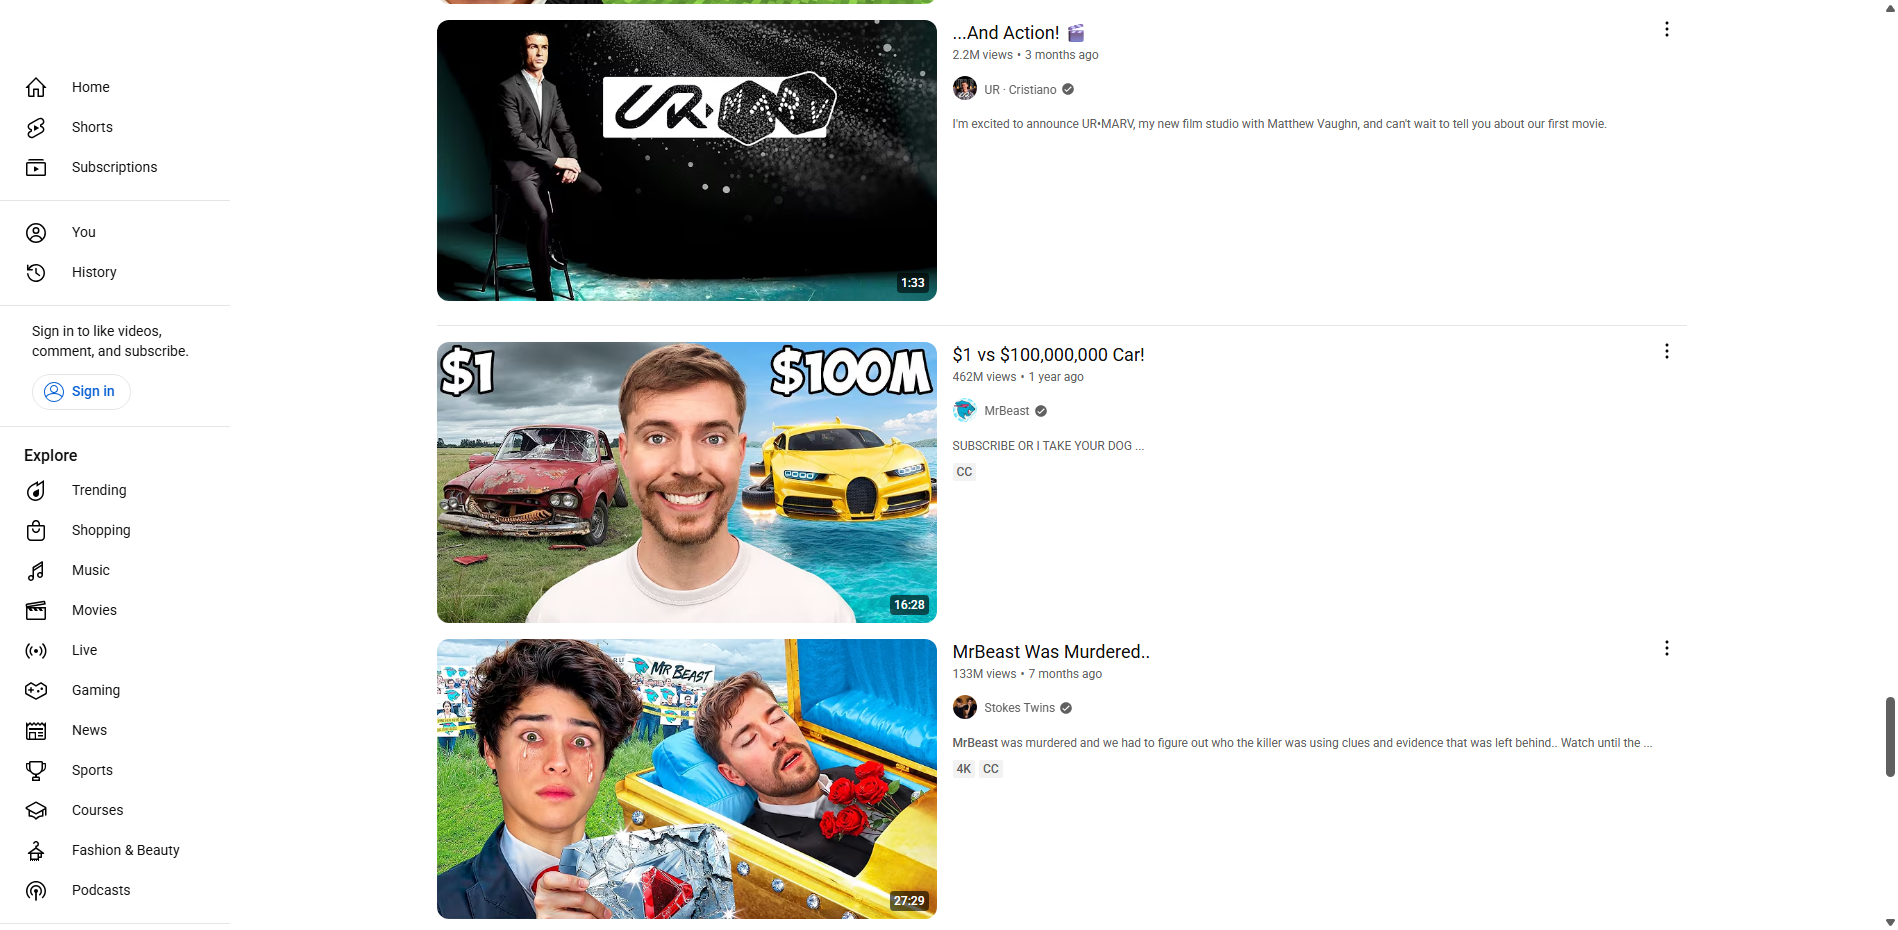 Home
Shorts
Subscriptions
You
History
Sign in to like videos,
comment, and subscribe.
Sign in
Explore
Trending
Shopping
Music
Movies
Live
Gaming
News
Sports
Courses
Fashion & Beauty
Podcasts
UR MARV
1:33
...And Action! 🎬
2.2M views • 3 months ago
UR · Cristiano
I'm excited to announce UR•MARV, my new film studio with Matthew Vaughn, and can't wait to tell you about our first movie.
$1
$100M
16:28
$1 vs $100,000,000 Car!
462M views • 1 year ago
MrBeast
SUBSCRIBE OR I TAKE YOUR DOG ...
CC
MR BEAST
27:29
MrBeast Was Murdered..
133M views • 7 months ago
Stokes Twins
MrBeast was murdered and we had to figure out who the killer was using clues and evidence that was left behind.. Watch until the ...
4K CC